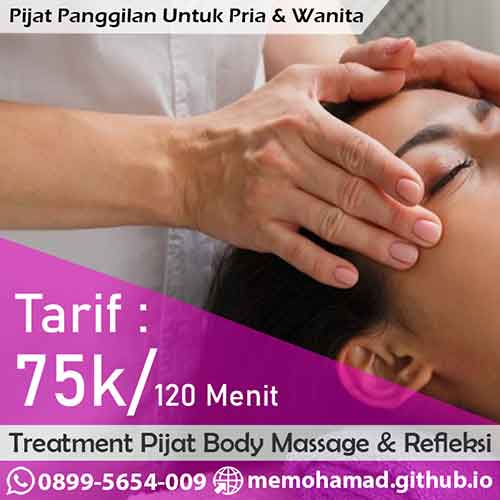 Pijat Panggilan Untuk Pria & Wanita
Tarif :
75k/120 Menit
Treatment Pijat Body Massage & Refleksi
0899-5654-009 memohamad.github.io